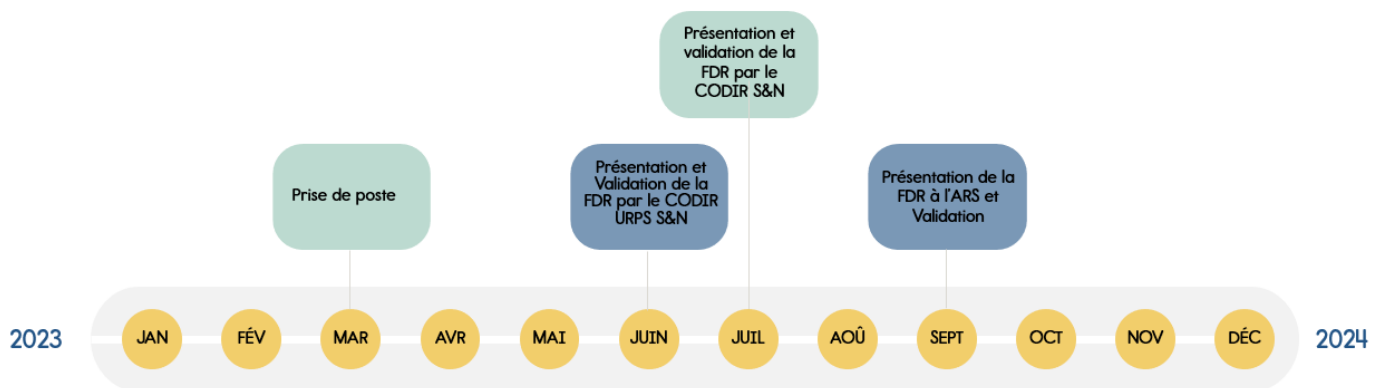 Présentation et
validation de la
FDR par le
CODIR S&N
Prise de poste
Présentation et
Validation de la
FDR par le CODIR
URPS S&N
Présentation de la
FDR à l'ARS et
Validation
2023
JAN
FÉV
MAR
AVR
MAI
JUIN
JUIL
AOÛ
SEPT
OCT
NOV
DÉC
2024